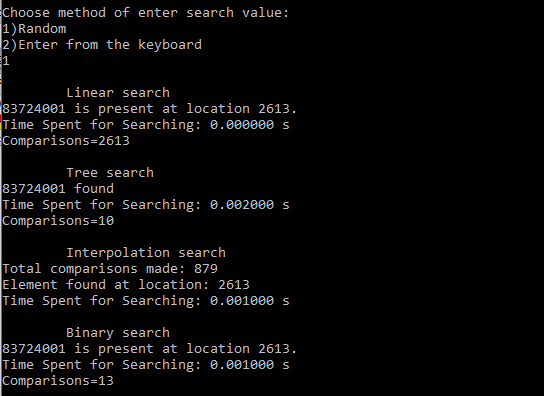 Choose method of enter search value:
1)Random
2)Enter from the keyboard
1
Linear search
83724001 is present at location 2613.
Time Spent for Searching: 0.000000 s
Comparisons=2613
Tree search
83724001 found
Time Spent for Searching: 0.002000 s
Comparisons=10
Interpolation search
Total comparisons made: 879
Element found at location: 2613
Time Spent for Searching: 0.001000 s
Binary search
83724001 is present at location 2613.
Time Spent for Searching: 0.001000 s
Comparisons=13